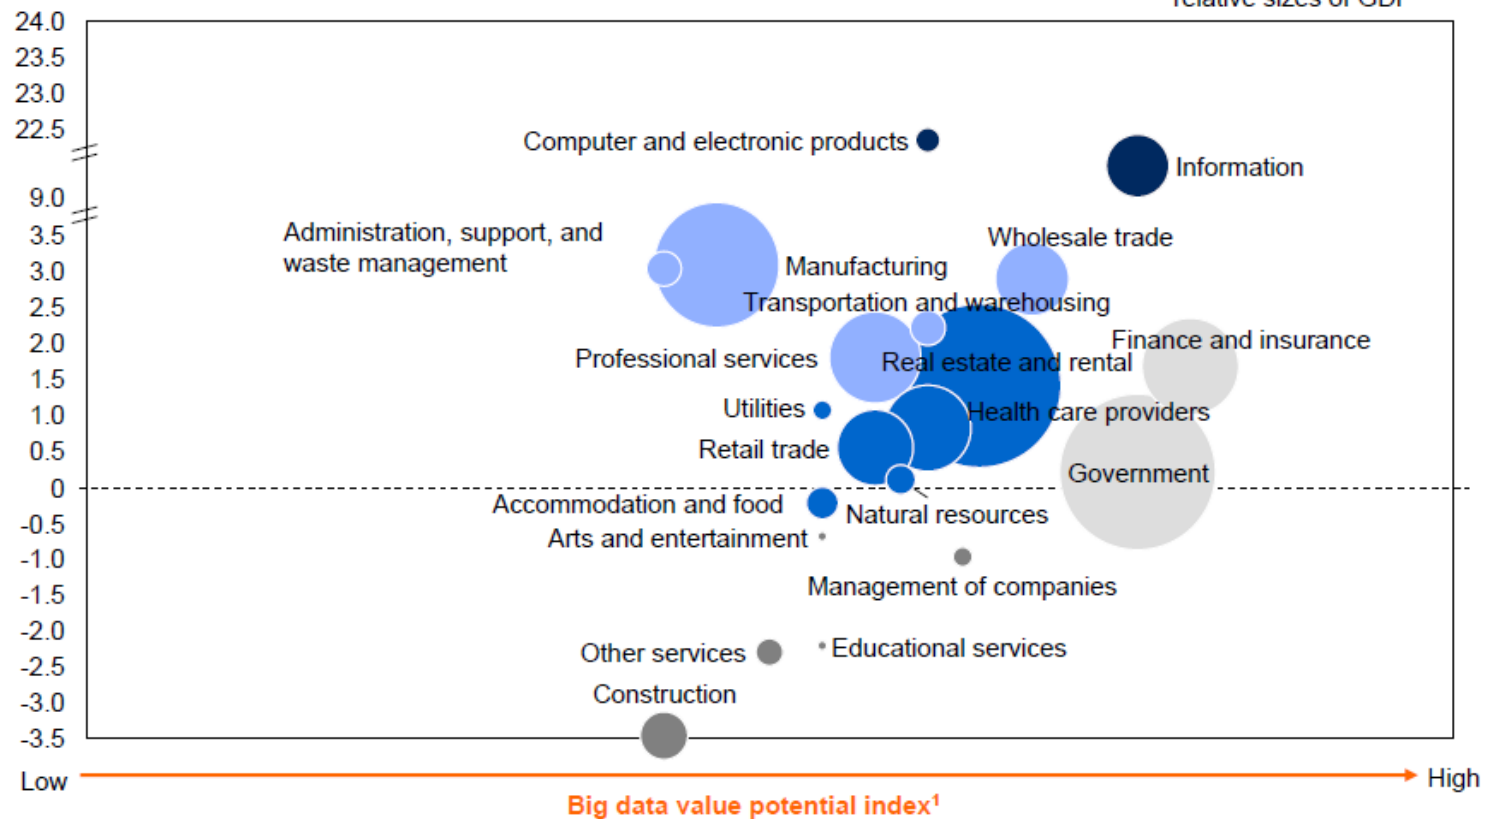 relative sizes of GDP
24.0
23.5
23.0
22.5
9.0
3.5
3.0
2.5
2.0
1.5
1.0
0.5
0
-0.5
-1.0
-1.5
-2.0
-2.5
-3.0
-3.5
Computer and electronic products
Information
Administration, support, and
waste management
Wholesale trade
Manufacturing
Transportation and warehousing
Finance and insurance
Professional services
Real estate and rental
Utilities
Health care providers
Retail trade
Government
Accommodation and food
Natural resources
Arts and entertainment
Management of companies
Other services
Educational services
Construction
Low
High
Big data value potential index¹